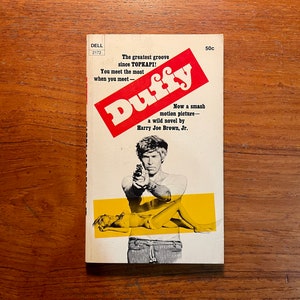 DELL
50c
The greatest groove
since TOPKAPI!
You meet the most
when you meet—
Duffy
Now a smash
motion picture—
a wild novel by
Harry Joe Brown, Jr.